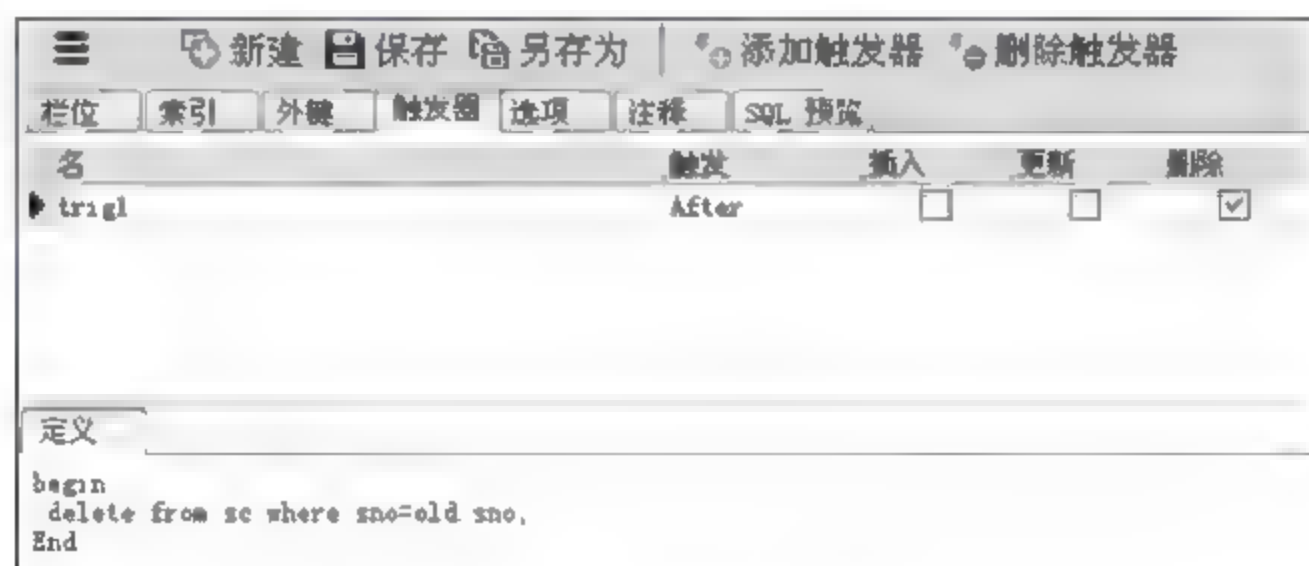 新建 保存 另存为 添加触发器 删除触发器
栏位 索引 外键 触发器 选项 注释 SQL 预览
名 触发 插入 更新 删除
trig1 After
定义
begin
delete from sc where sno=old sno,
End